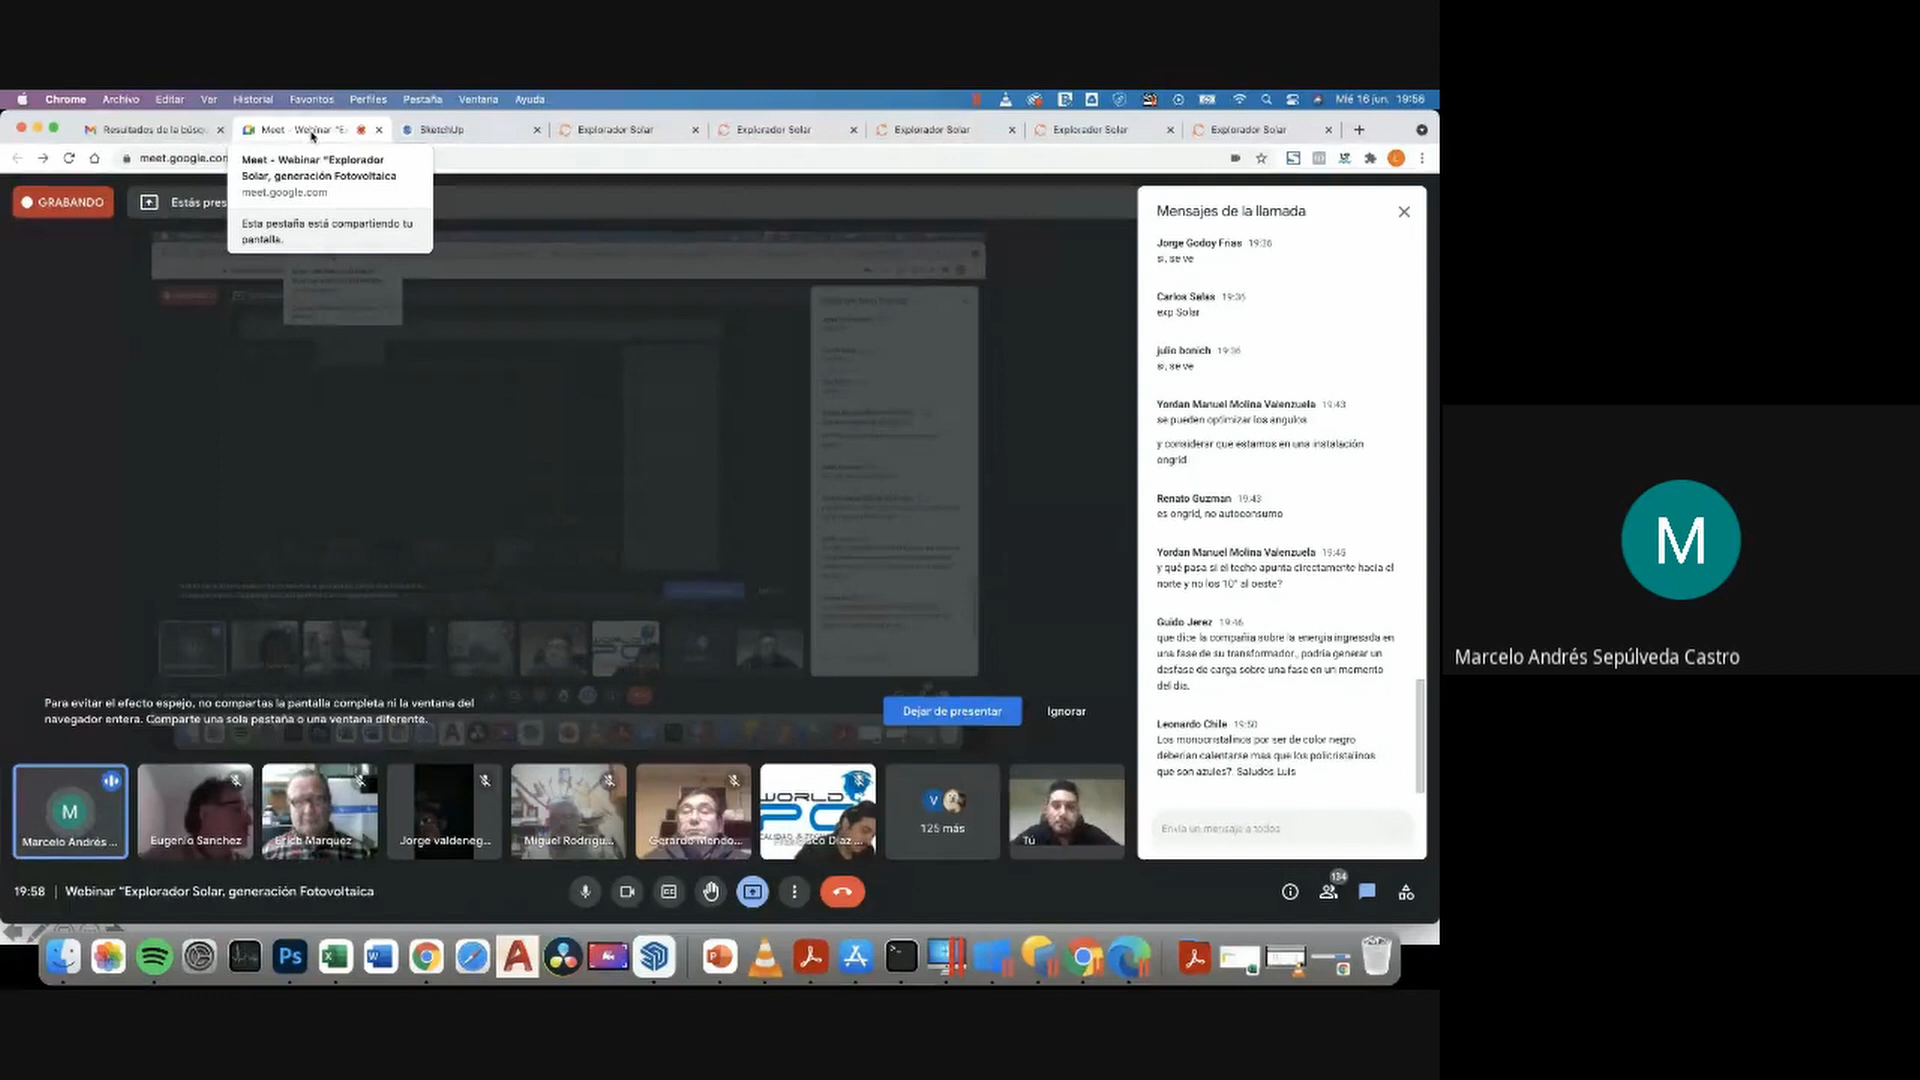 Chrome Archivo Editar Ver Historial Favoritos Perfiles Pestaña Ventana Ayuda
Mié 16 jun. 19:58
Resultados de la búsq
Meet - Webinar "E
SketchUp
Explorador Solar
Explorador Solar
Explorador Solar
Explorador Solar
Explorador Solar
meet.google.com
Meet - Webinar "Explorador
Solar, generación Fotovoltaica
meet.google.com
Esta pestaña está compartiendo tu
pantalla.
GRABANDO
Estás pres
Mensajes de la llamada
Jorge Godoy Frias 19:36
si, se ve
Carlos Salas 19:36
exp Solar
julio bonich 19:36
si, se ve
Yordan Manuel Molina Valenzuela 19:43
se pueden optimizar los angulos
y considerar que estamos en una instalación
ongrid
Renato Guzman 19:43
es ongrid, no autoconsumo
Yordan Manuel Molina Valenzuela 19:45
y qué pasa si el techo apunta directamente hacia el
norte y no los 10° al oeste?
Guido Jerez 19:46
que dice la compañia sobre la energia ingresada en
una fase de su transformador, podria generar un
desfase de carga sobre una fase en un momento
del dia.
Leonardo Chile 19:50
Los monocristalinos por ser de color negro
deberian calentarse mas que los policristalinos
que son azules?. Saludos Luis
Envía un mensaje a todos
Para evitar el efecto espejo, no compartas la pantalla completa ni la ventana del
navegador entera. Comparte una sola pestaña o una ventana diferente.
Dejar de presentar
Ignorar
M
Marcelo Andrés ...
Eugenio Sanchez
Erich Marquez
Jorge valdeneg...
Miguel Rodrigu...
Gerardo Mendo...
WORLD
PC
Francisco Diaz ...
V
125 más
Tú
19:58 | Webinar "Explorador Solar, generación Fotovoltaica
134
Ps
M
Marcelo Andrés Sepúlveda Castro